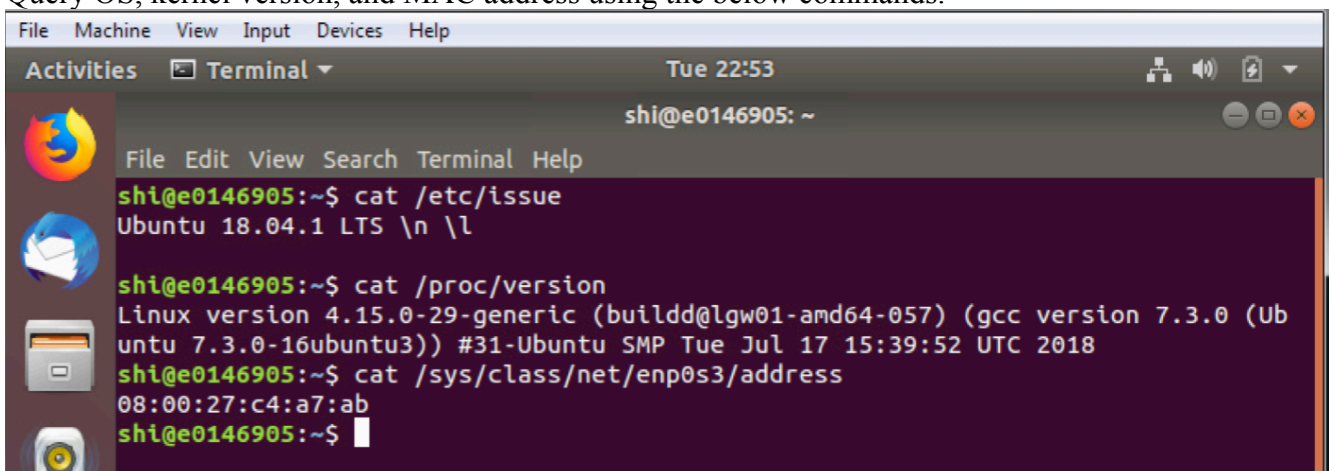 Query OS, kernel version, and MAC address using the below commands.
File Machine View Input Devices Help
Activities Terminal Tue 22:53
shi@e0146905: ~
File Edit View Search Terminal Help
shi@e0146905:~$ cat /etc/issue
Ubuntu 18.04.1 LTS \n \l
shi@e0146905:~$ cat /proc/version
Linux version 4.15.0-29-generic (buildd@lgw01-amd64-057) (gcc version 7.3.0 (Ub
untu 7.3.0-16ubuntu3)) #31-Ubuntu SMP Tue Jul 17 15:39:52 UTC 2018
shi@e0146905:~$ cat /sys/class/net/enp0s3/address
08:00:27:c4:a7:ab
shi@e0146905:~$